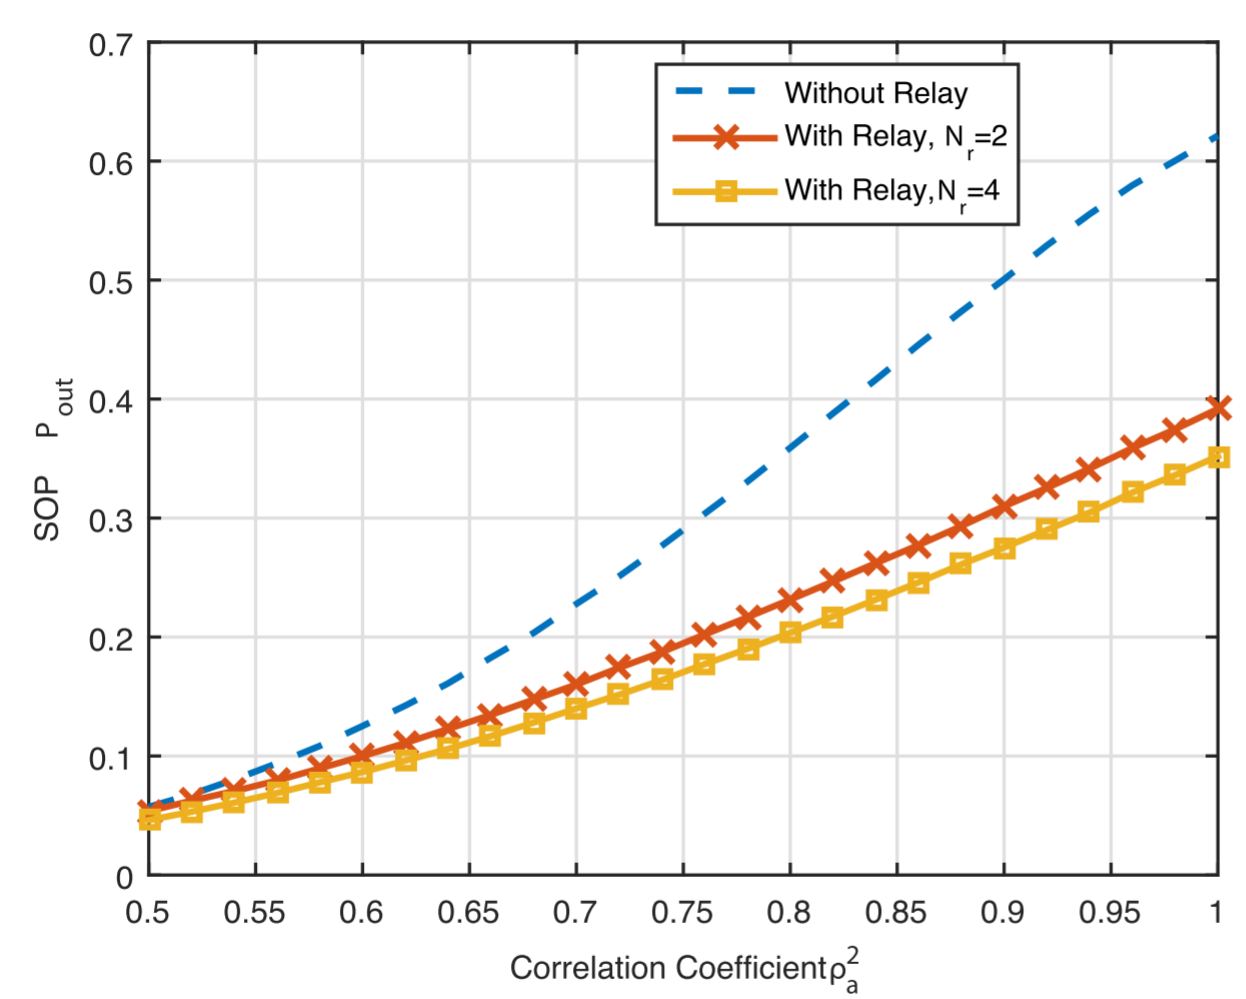 0.7
0.6
0.5
0.4
0.3
0.2
0.1
0
SOP P_out
Without Relay
With Relay, N_r=2
With Relay,N_r=4
0.5 0.55 0.6 0.65 0.7 0.75 0.8 0.85 0.9 0.95 1
Correlation Coefficientρ_a^2